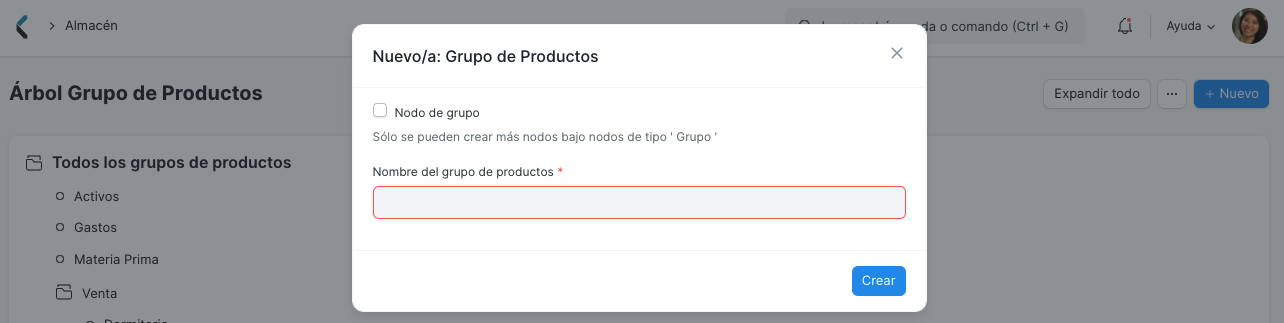 Almacén
da o comando (Ctrl + G)
Ayuda
Nuevo/a: Grupo de Productos
Árbol Grupo de Productos
Expandir todo
...
+ Nuevo
Nodo de grupo
Sólo se pueden crear más nodos bajo nodos de tipo ' Grupo '
Todos los grupos de productos
Nombre del grupo de productos *
Activos
Gastos
Materia Prima
Crear
Venta